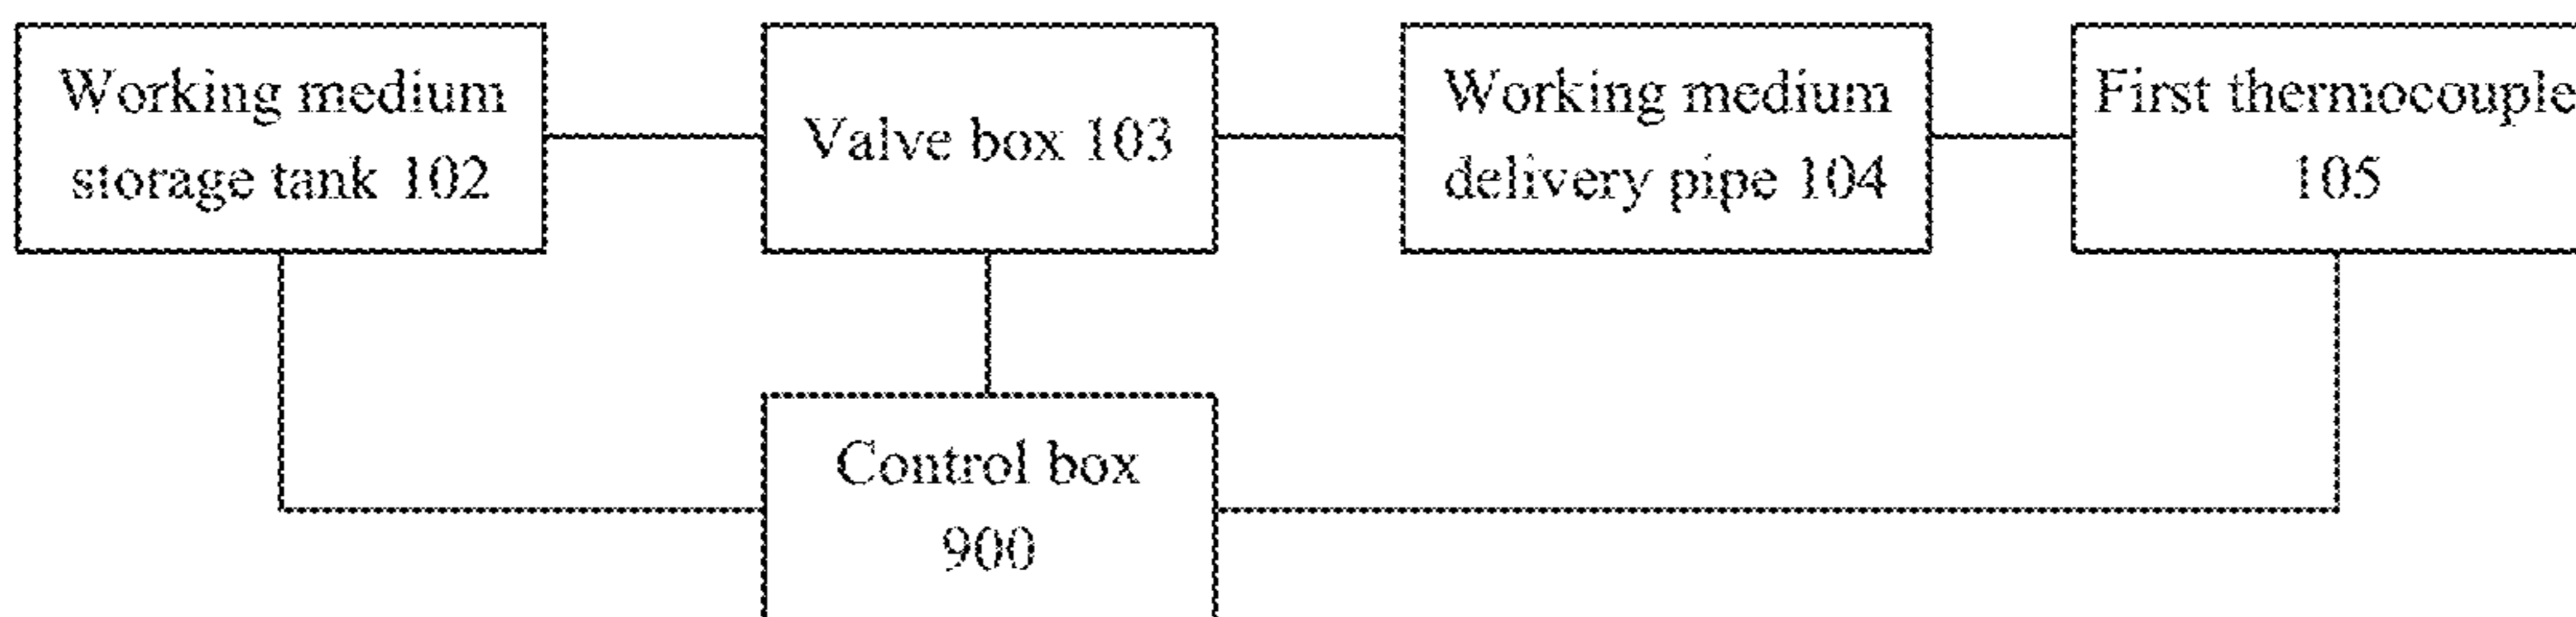 Working medium
storage tank 102
Valve box 103
Working medium
delivery pipe 104
First thermocouple
105
Control box
900